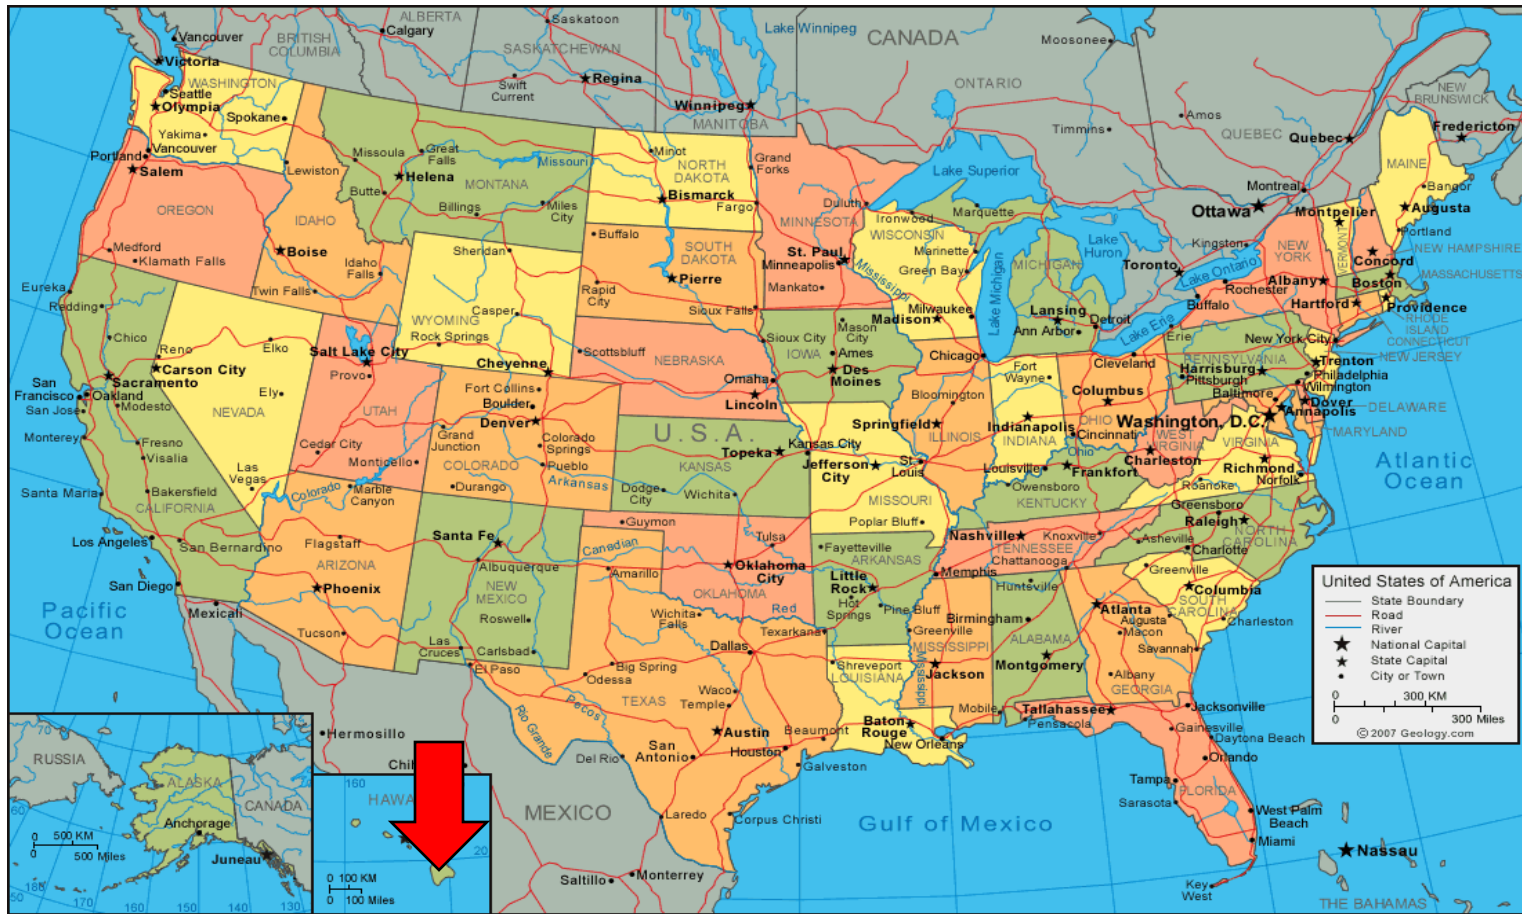 CANADA
Lake Winnipeg
ALBERTA
Calgary
Saskatoon
SASKATCHEWAN
BRITISH
COLUMBIA
Vancouver
Victoria
Regina
Swift
Current
Winnipeg
MANITOBA
ONTARIO
Moosonee
Timmins
Amos
QUEBEC
Quebec
NEW
BRUNSWICK
Fredericton
Montreal
Ottawa
Kingston
Toronto
WASHINGTON
Seattle
Olympia
Spokane
Yakima
Vancouver
Portland
Salem
OREGON
Medford
Klamath Falls
Lewiston
IDAHO
Boise
Idaho
Falls
Twin Falls
Missoula
Great
Falls
Helena
Butte
MONTANA
Billings
Miles
City
Missouri
Minot
NORTH
DAKOTA
Bismarck
Fargo
Grand
Forks
Buffalo
SOUTH
DAKOTA
Pierre
Rapid
City
Sioux Falls
MINNESOTA
Duluth
St. Paul
Minneapolis
Mankato
Mississippi
Lake Superior
Ironwood
Marquette
WISCONSIN
Marinette
Green Bay
Milwaukee
Madison
Lake Michigan
Lake
Huron
MICHIGAN
Lansing
Ann Arbor
Detroit
Lake Erie
Lake Ontario
Buffalo
Rochester
NEW
YORK
Albany
New York City
Montpelier
VERMONT
MAINE
Bangor
Augusta
Portland
NEW HAMPSHIRE
Concord
MASSACHUSETTS
Boston
Hartford
Providence
RHODE
ISLAND
CONNECTICUT
NEW JERSEY
Trenton
Erie
PENNSYLVANIA
Harrisburg
Pittsburgh
Philadelphia
Wilmington
Baltimore
Dover
Annapolis
DELAWARE
MARYLAND
Washington, D.C.
Eureka
Redding
Chico
Sacramento
San
Francisco
Oakland
San Jose
Modesto
Monterey
Fresno
Visalia
Santa Maria
Bakersfield
CALIFORNIA
Los Angeles
San Bernardino
San Diego
Mexicali
Reno
Carson City
Elko
Ely
NEVADA
Las
Vegas
Salt Lake City
Provo
UTAH
Cedar City
Monticello
Sheridan
Casper
WYOMING
Rock Springs
Cheyenne
Scottsbluff
NEBRASKA
Omaha
Lincoln
Sioux City
Mason
City
IOWA
Ames
Des
Moines
Chicago
Bloomington
Springfield
ILLINOIS
Fort
Wayne
Indianapolis
INDIANA
Cleveland
Columbus
OHIO
Cincinnati
Ohio
WEST
VIRGINIA
Charleston
VIRGINIA
Richmond
Norfolk
Roanoke
Fort Collins
Boulder
Denver
Grand
Junction
Colorado
Springs
Pueblo
COLORADO
Durango
Arkansas
U.S.A.
Topeka
KANSAS
Dodge
City
Wichita
Kansas City
Jefferson
City
St.
Louis
MISSOURI
Poplar Bluff
Louisville
Frankfort
Owensboro
KENTUCKY
Colorado
Marble
Canyon
Flagstaff
ARIZONA
Phoenix
Tucson
Santa Fe
Albuquerque
NEW
MEXICO
Roswell
Las
Cruces
Carlsbad
El Paso
Guymon
Canadian
Tulsa
Oklahoma
City
OKLAHOMA
Red
Amarillo
Wichita
Falls
Dallas
Big Spring
Odessa
TEXAS
Waco
Temple
Pecos
Rio Grande
Austin
Beaumont
Houston
San
Antonio
Del Rio
Galveston
Laredo
Corpus Christi
Fayetteville
ARKANSAS
Little
Rock
Hot
Springs
Pine Bluff
Texarkana
Shreveport
LOUISIANA
Baton
Rouge
New Orleans
Nashville
Knoxville
TENNESSEE
Chattanooga
Memphis
Greenville
MISSISSIPPI
Mississippi
Jackson
Huntsville
Birmingham
ALABAMA
Montgomery
Mobile
Atlanta
Augusta
Macon
Savannah
Albany
GEORGIA
Greensboro
Raleigh
NORTH
CAROLINA
Asheville
Charlotte
Greenville
Columbia
SOUTH
CAROLINA
Charleston
Tallahassee
Pensacola
Jacksonville
Gainesville
Daytona Beach
Orlando
Tampa
Sarasota
FLORIDA
West Palm
Beach
Miami
Key
West
Nassau
THE BAHAMAS
Pacific
Ocean
Atlantic
Ocean
Gulf of Mexico
MEXICO
Hermosillo
Saltillo
Monterrey
United States of America
State Boundary
Road
River
National Capital
State Capital
City or Town
0 300 KM
0 300 Miles
© 2007 Geology.com
RUSSIA
ALASKA
CANADA
Anchorage
Juneau
70
60
0 500 KM
0 500 Miles
50
180
170
160
150
140
130
160
20
0 100 KM
0 100 Miles